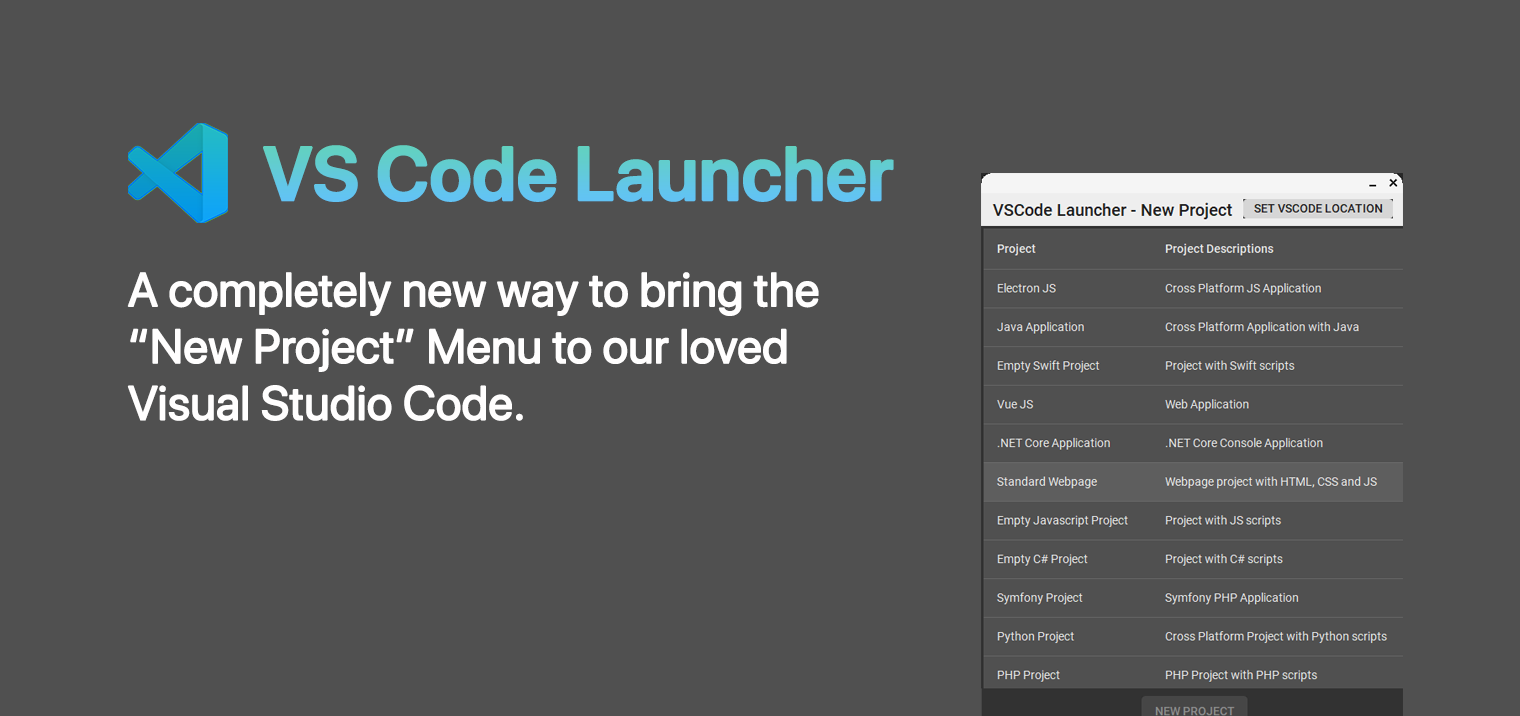 VS Code Launcher
A completely new way to bring the
“New Project” Menu to our loved
Visual Studio Code.
VSCode Launcher - New Project SET VSCODE LOCATION
Project Project Descriptions
Electron JS Cross Platform JS Application
Java Application Cross Platform Application with Java
Empty Swift Project Project with Swift scripts
Vue JS Web Application
.NET Core Application .NET Core Console Application
Standard Webpage Webpage project with HTML, CSS and JS
Empty Javascript Project Project with JS scripts
Empty C# Project Project with C# scripts
Symfony Project Symfony PHP Application
Python Project Cross Platform Project with Python scripts
PHP Project PHP Project with PHP scripts
NEW PROJECT